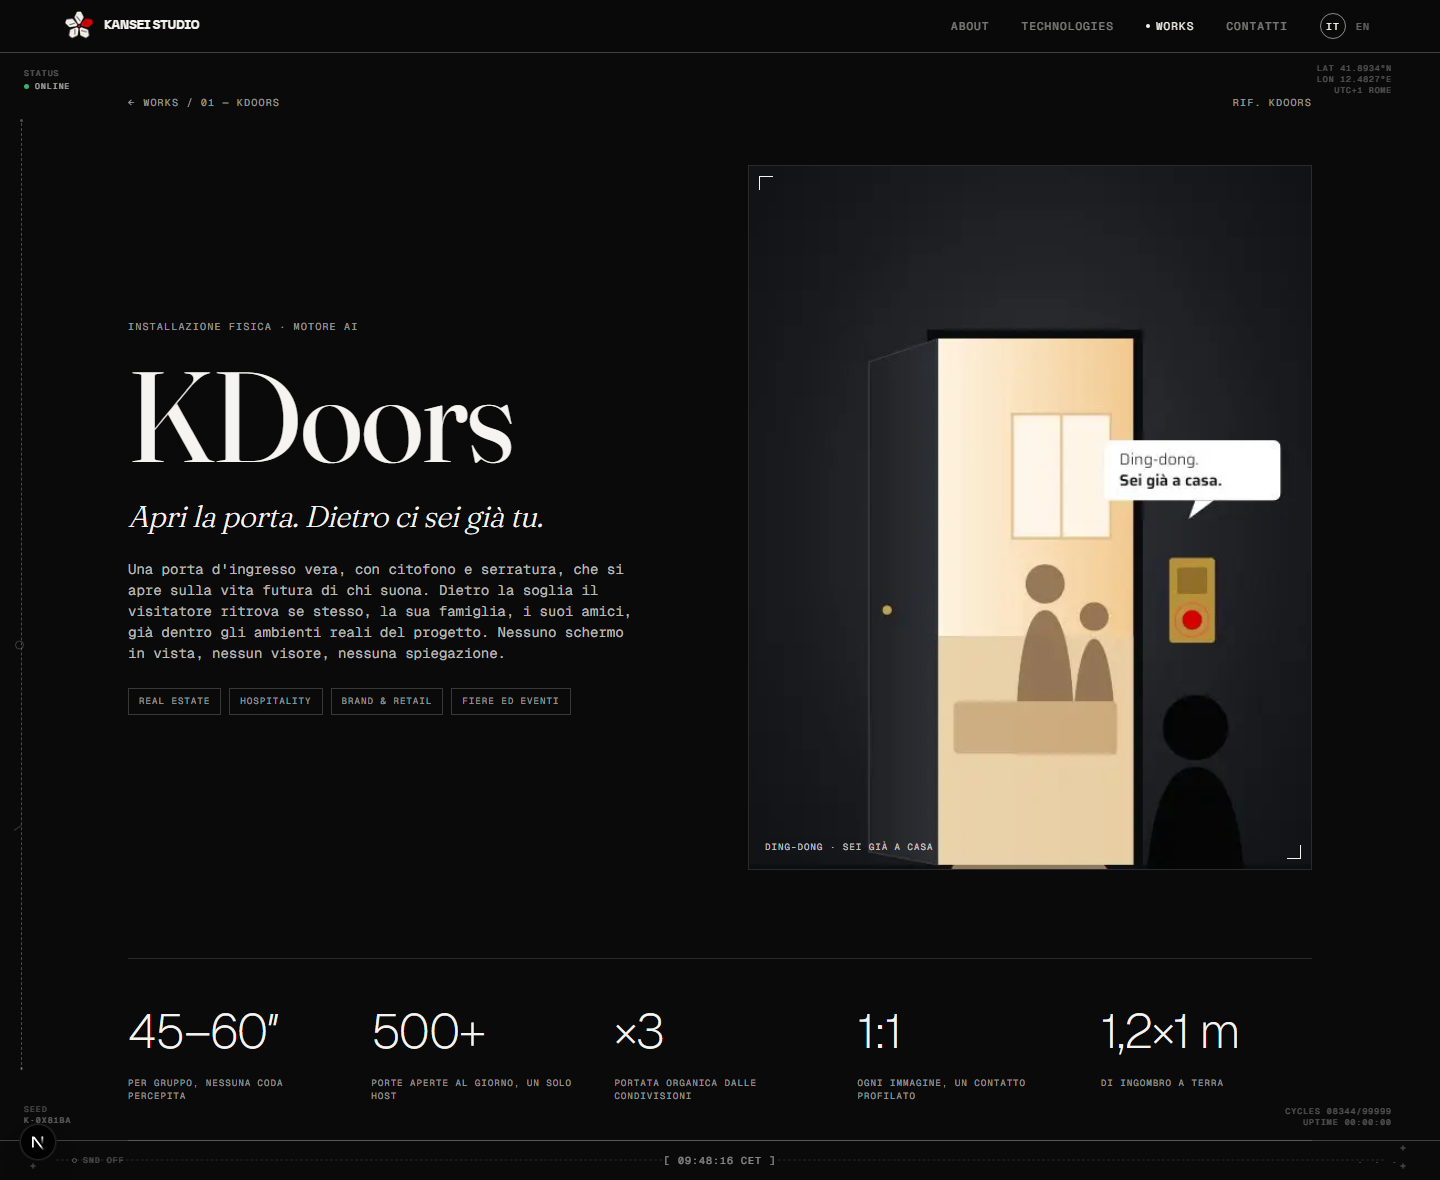 KANSEI STUDIO
ABOUT
TECHNOLOGIES
• WORKS
CONTATTI
IT
EN
STATUS
ONLINE
LAT 41.8934°N
LON 12.4827°E
UTC+1 ROME
← WORKS / 01 — KDOORS
RIF. KDOORS
INSTALLAZIONE FISICA · MOTORE AI
KDoors
Apri la porta. Dietro ci sei già tu.
Una porta d'ingresso vera, con citofono e serratura, che si
apre sulla vita futura di chi suona. Dietro la soglia il
visitatore ritrova se stesso, la sua famiglia, i suoi amici,
già dentro gli ambienti reali del progetto. Nessuno schermo
in vista, nessun visore, nessuna spiegazione.
REAL ESTATE
HOSPITALITY
BRAND & RETAIL
FIERE ED EVENTI
Ding-dong.
Sei già a casa.
DING-DONG · SEI GIÀ A CASA
45–60″
PER GRUPPO, NESSUNA CODA
PERCEPITA
500+
PORTE APERTE AL GIORNO, UN SOLO
HOST
×3
PORTATA ORGANICA DALLE
CONDIVISIONI
1:1
OGNI IMMAGINE, UN CONTATTO
PROFILATO
1,2×1 m
DI INGOMBRO A TERRA
SEED
K-0X81BA
CYCLES 08344/99999
UPTIME 00:00:00
N
SND OFF
[ 09:48:16 CET ]